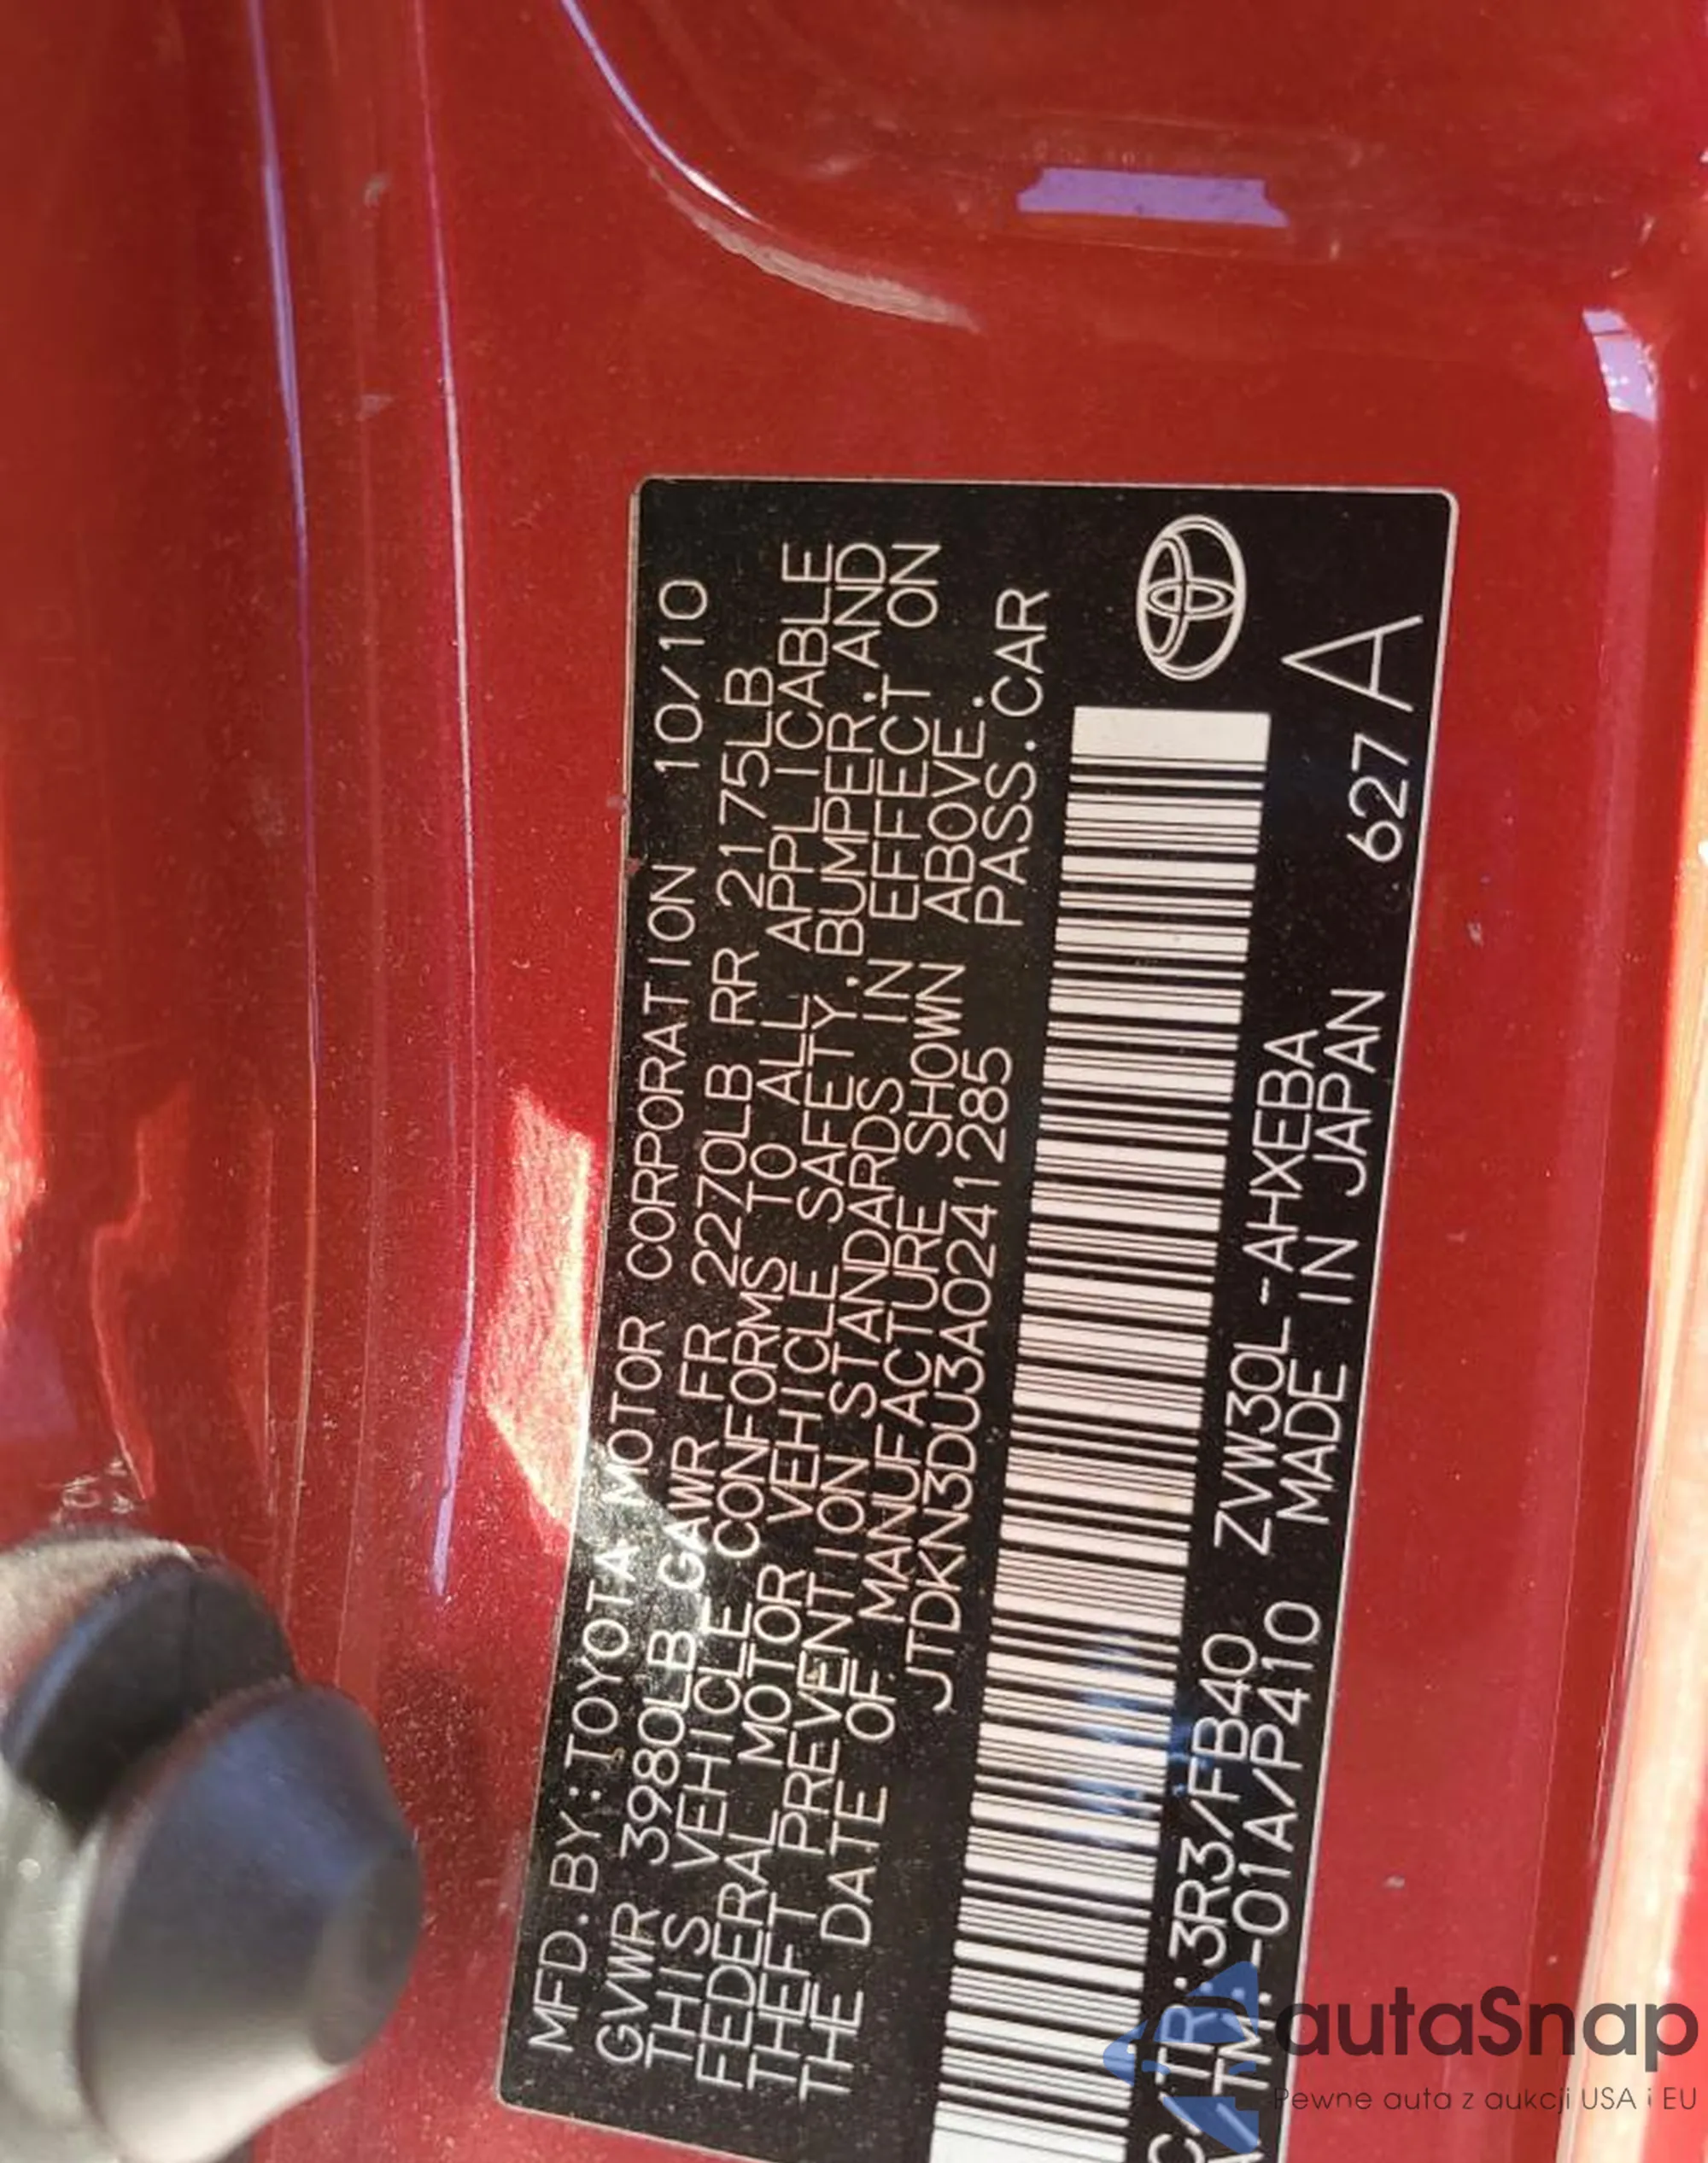 MFD.BY:TOYOTA MOTOR CORPORATION 10/10
GVWR 3980LB GAWR FR 2270LB RR 2175LB
THIS VEHICLE CONFORMS TO ALL APPLICABLE
FEDERAL MOTOR VEHICLE SAFETY,BUMPER,AND
THEFT PREVENTION STANDARDS IN EFFECT ON
THE DATE OF MANUFACTURE SHOWN ABOVE.
JTDKN3DU3A0241285 PASS.CAR
C/TR:3R3/FB40 ZVW30L-AHXEBA
A/TM:-01A/P410 MADE IN JAPAN 627 A
autaSnap
Pewne auta z aukcji USA i EU